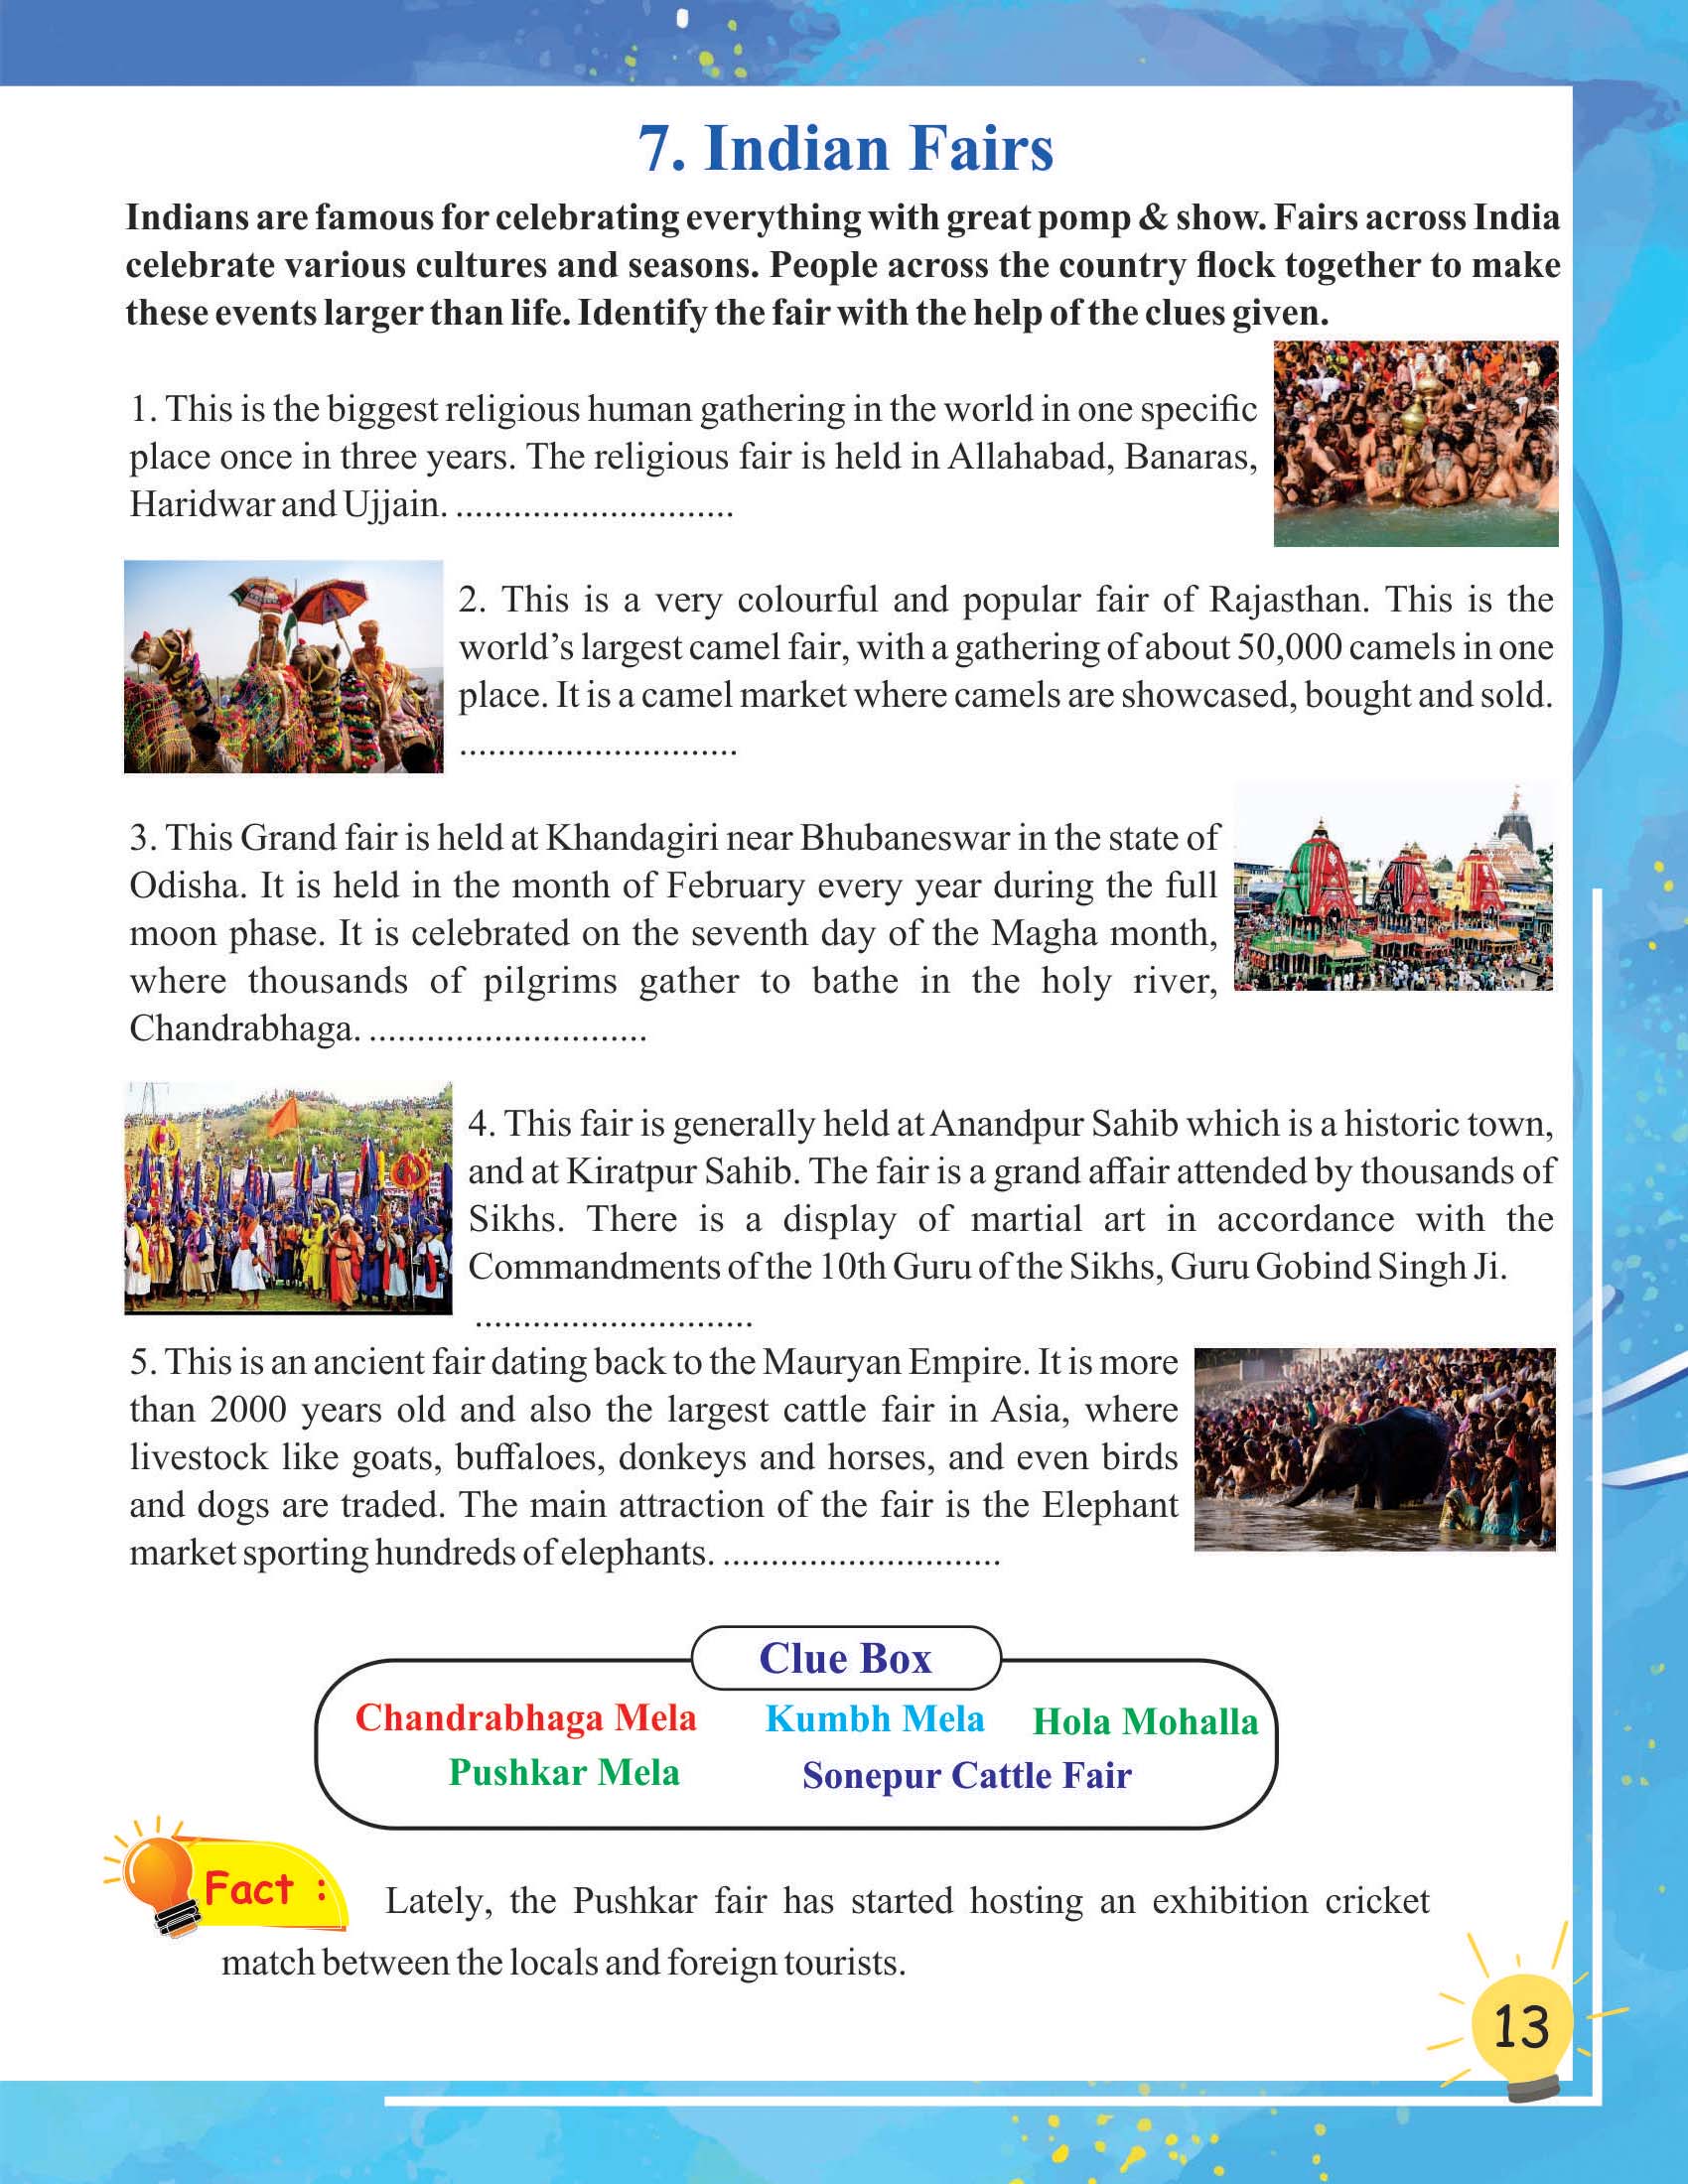 7. Indian Fairs
Indians are famous for celebrating everything with great pomp & show. Fairs across India
celebrate various cultures and seasons. People across the country flock together to make
these events larger than life. Identify the fair with the help of the clues given.
1. This is the biggest religious human gathering in the world in one specific
place once in three years. The religious fair is held in Allahabad, Banaras,
Haridwar and Ujjain. .............................
2. This is a very colourful and popular fair of Rajasthan. This is the
world's largest camel fair, with a gathering of about 50,000 camels in one
place. It is a camel market where camels are showcased, bought and sold.
.............................
3. This Grand fair is held at Khandagiri near Bhubaneswar in the state of
Odisha. It is held in the month of February every year during the full
moon phase. It is celebrated on the seventh day of the Magha month,
where thousands of pilgrims gather to bathe in the holy river,
Chandrabhaga. .............................
4. This fair is generally held at Anandpur Sahib which is a historic town,
and at Kiratpur Sahib. The fair is a grand affair attended by thousands of
Sikhs. There is a display of martial art in accordance with the
Commandments of the 10th Guru of the Sikhs, Guru Gobind Singh Ji.
.............................
5. This is an ancient fair dating back to the Mauryan Empire. It is more
than 2000 years old and also the largest cattle fair in Asia, where
livestock like goats, buffaloes, donkeys and horses, and even birds
and dogs are traded. The main attraction of the fair is the Elephant
market sporting hundreds of elephants. .............................
Clue Box
Chandrabhaga Mela Kumbh Mela Hola Mohalla
Pushkar Mela Sonepur Cattle Fair
Fact : Lately, the Pushkar fair has started hosting an exhibition cricket
match between the locals and foreign tourists.
13